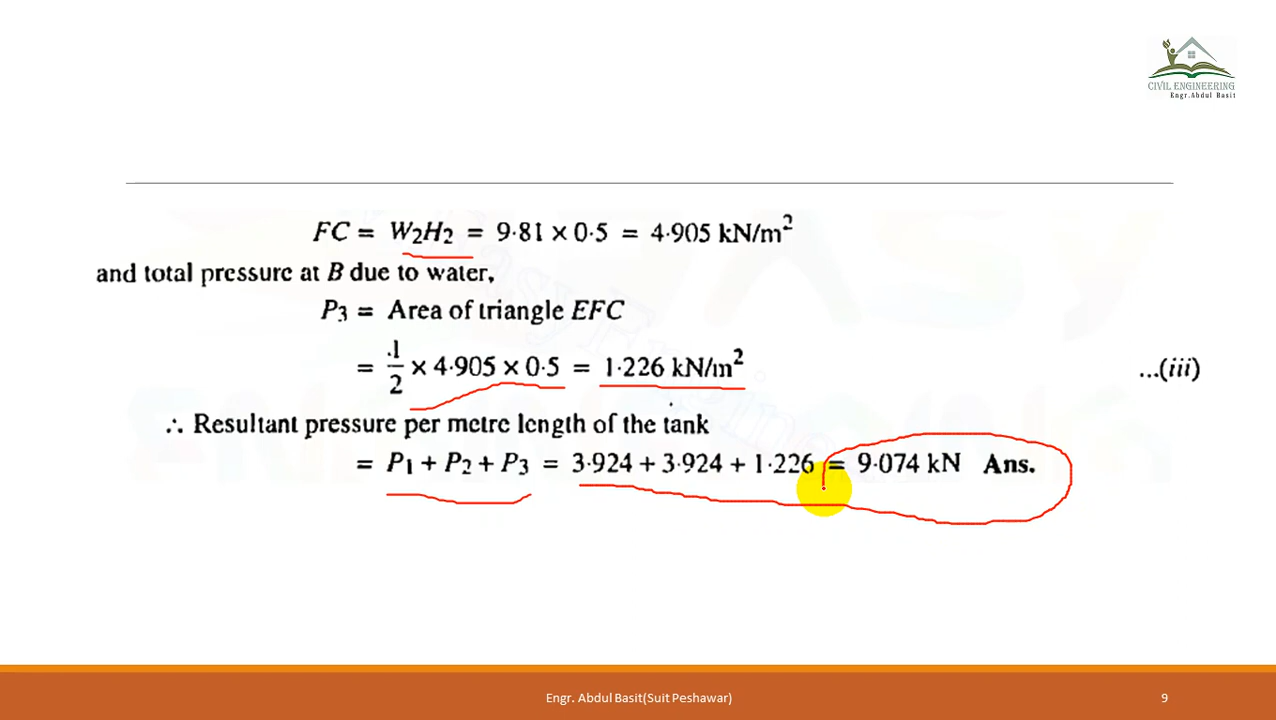 CIVIL ENGINEERING
Engr.Abdul Basit
FC = W₂H₂ = 9·81 × 0·5 = 4·905 kN/m²
and total pressure at B due to water,
P₃ = Area of triangle EFC
= 1/2 × 4·905 × 0·5 = 1·226 kN/m² ...(iii)
∴ Resultant pressure per metre length of the tank
= P₁ + P₂ + P₃ = 3·924 + 3·924 + 1·226 = 9·074 kN Ans.
Engr. Abdul Basit(Suit Peshawar) 9